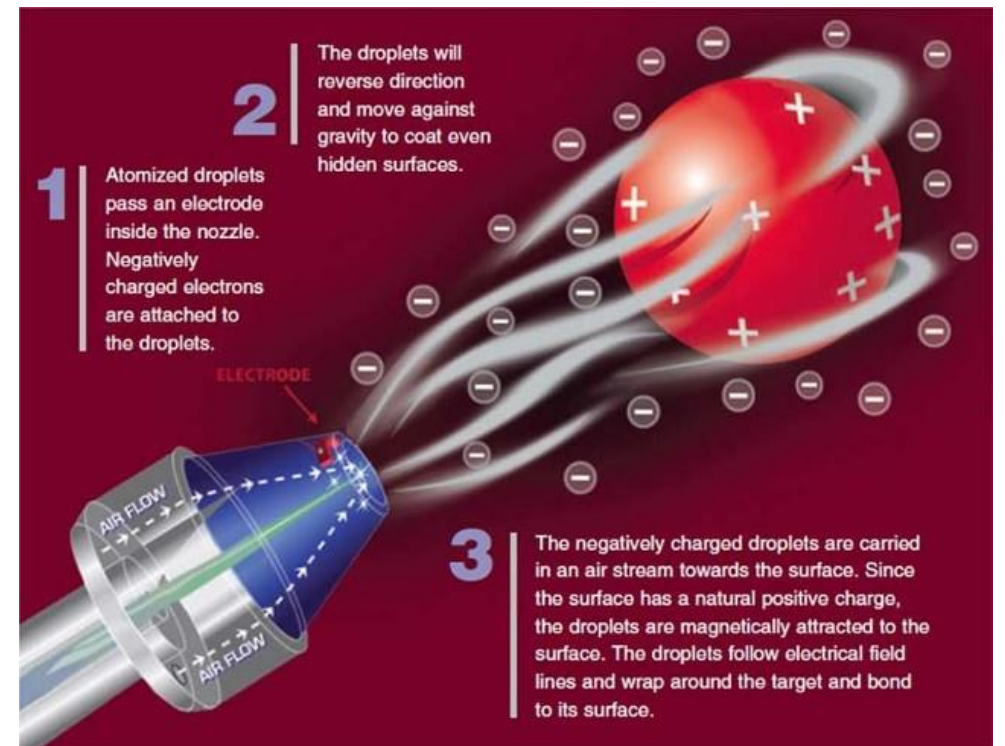 1
Atomized droplets
pass an electrode
inside the nozzle.
Negatively
charged electrons
are attached to
the droplets.
2
The droplets will
reverse direction
and move against
gravity to coat even
hidden surfaces.
ELECTRODE
AIR FLOW
AIR FLOW
3
The negatively charged droplets are carried
in an air stream towards the surface. Since
the surface has a natural positive charge,
the droplets are magnetically attracted to the
surface. The droplets follow electrical field
lines and wrap around the target and bond
to its surface.